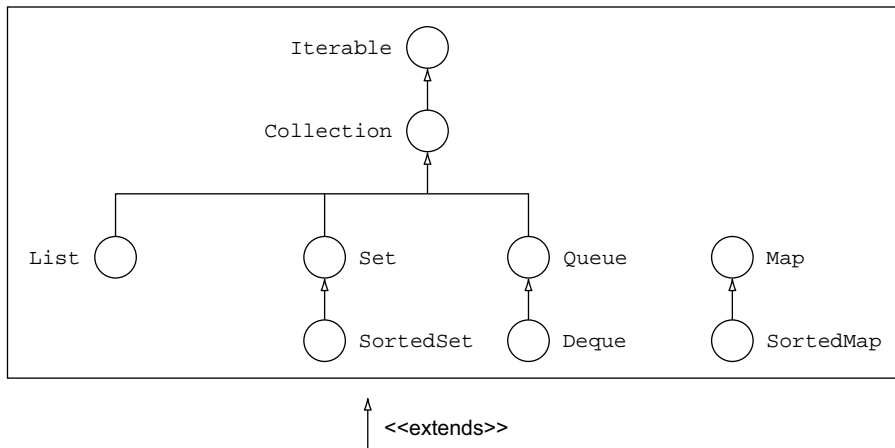 Iterable
Collection
List
Set
Queue
Map
SortedSet
Deque
SortedMap
<<extends>>